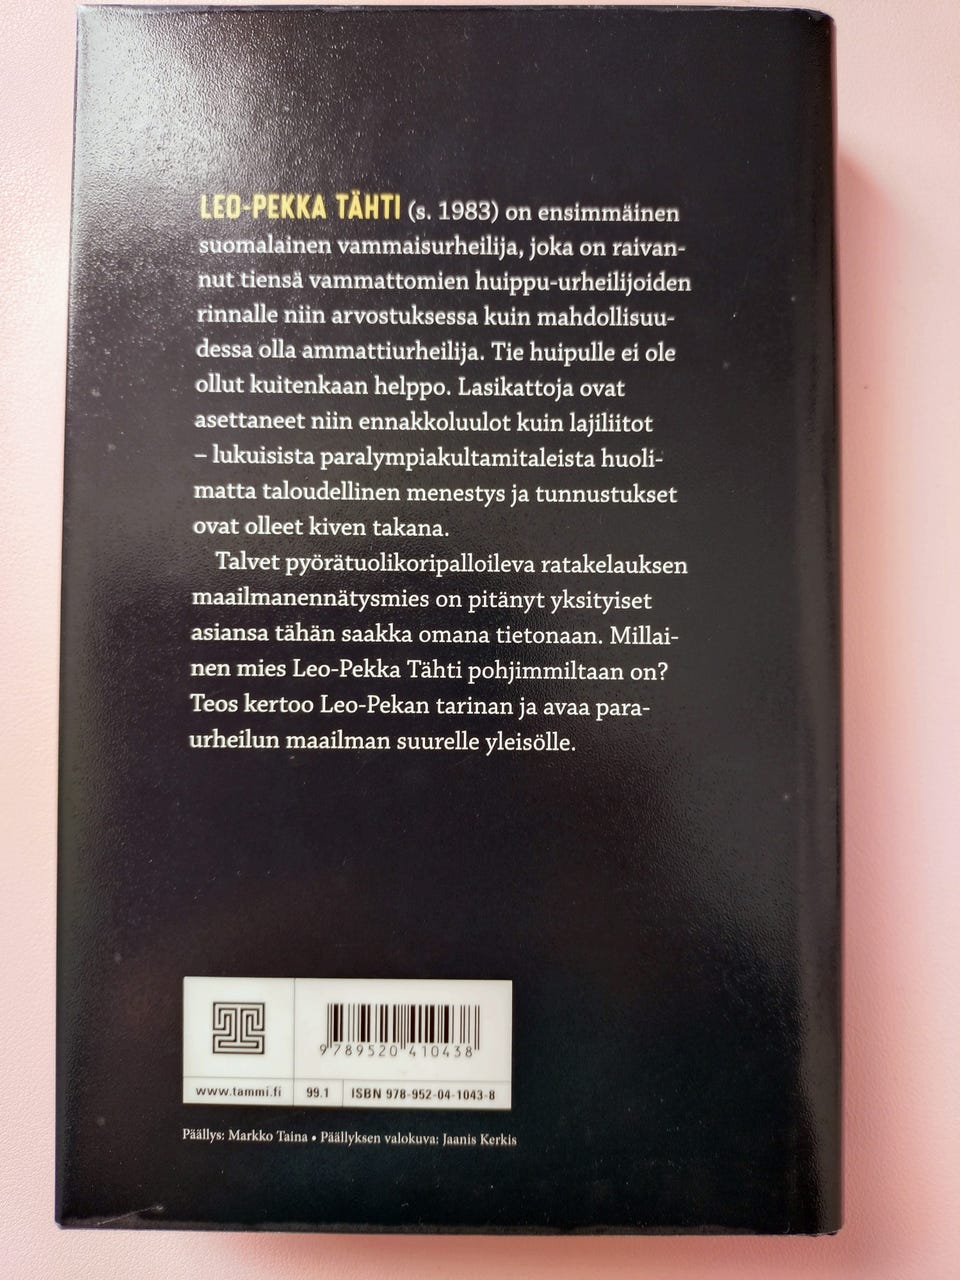 LEO-PEKKA TÄHTI (s. 1983) on ensimmäinen
suomalainen vammaisurheilija, joka on raivan-
nut tiensä vammattomien huippu-urheilijoiden
rinnalle niin arvostuksessa kuin mahdollisuu-
dessa olla ammattiurheilija. Tie huipulle ei ole
ollut kuitenkaan helppo. Lasikattoja ovat
asettaneet niin ennakkoluulot kuin lajiliitot
– lukuisista paralympiakultamitaleista huoli-
matta taloudellinen menestys ja tunnustukset
ovat olleet kiven takana.
Talvet pyörätuolikoripalloileva ratakelauksen
maailmanennätysmies on pitänyt yksityiset
asiansa tähän saakka omana tietonaan. Millai-
nen mies Leo-Pekka Tähti pohjimmiltaan on?
Teos kertoo Leo-Pekan tarinan ja avaa para-
urheilun maailman suurelle yleisölle.
9 789520 410438
www.tammi.fi 99.1 ISBN 978-952-04-1043-8
Päällys: Markko Taina • Päällyksen valokuva: Jaanis Kerkis